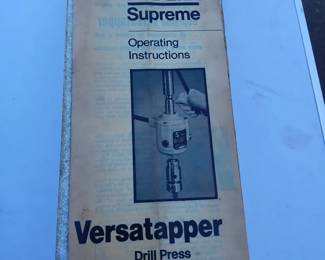 Supreme
Operating
Instructions
Versatapper
Drill Press